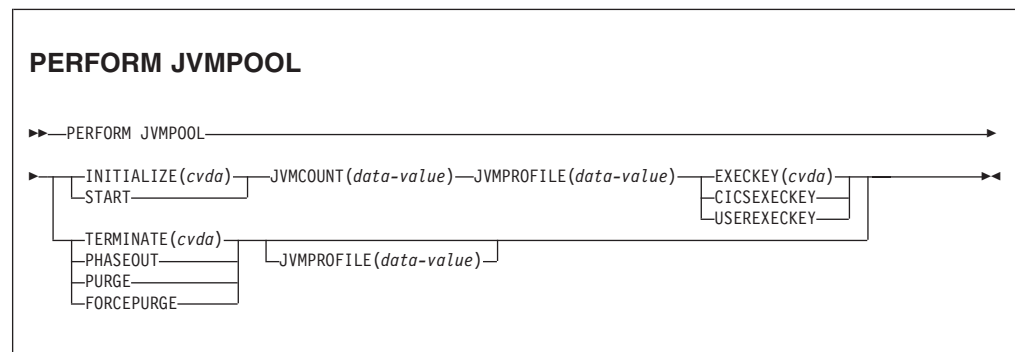 PERFORM JVMPOOL
PERFORM JVMPOOL
INITIALIZE(cvda) JVMCOUNT(data-value) JVMPROFILE(data-value) EXECKEY(cvda)
START CICSEXECKEY
USEREXECKEY
TERMINATE(cvda)
PHASEOUT JVMPROFILE(data-value)
PURGE
FORCEPURGE